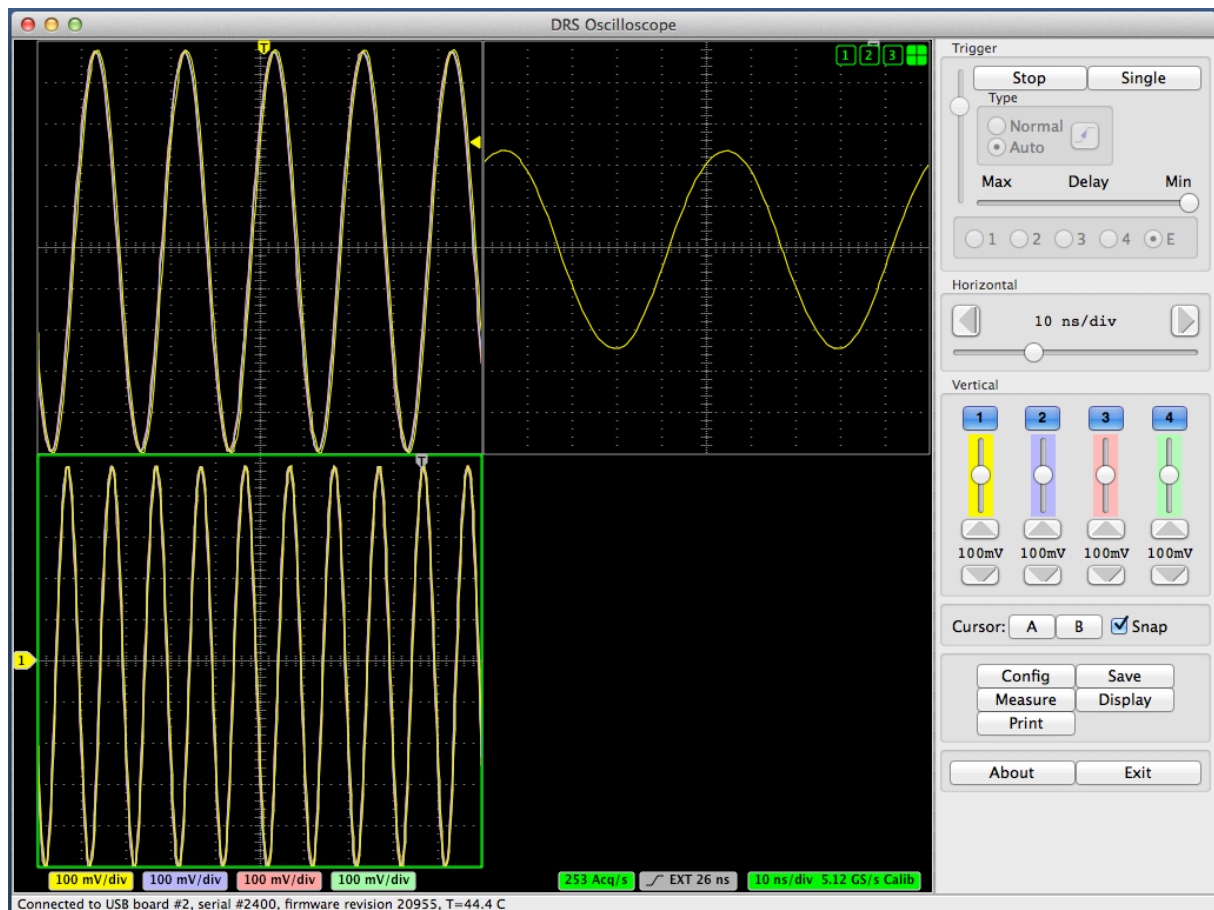 DRS Oscilloscope
T
1 2 3
Trigger
Stop Single
Type
Normal
Auto
Max Delay Min
1 2 3 4 E
Horizontal
10 ns/div
Vertical
1 2 3 4
100mV 100mV 100mV 100mV
T
Cursor: A B Snap
1
Config Save
Measure Display
Print
About Exit
100 mV/div 100 mV/div 100 mV/div 100 mV/div 253 Acq/s EXT 26 ns 10 ns/div 5.12 GS/s Calib
Connected to USB board #2, serial #2400, firmware revision 20955, T=44.4 C